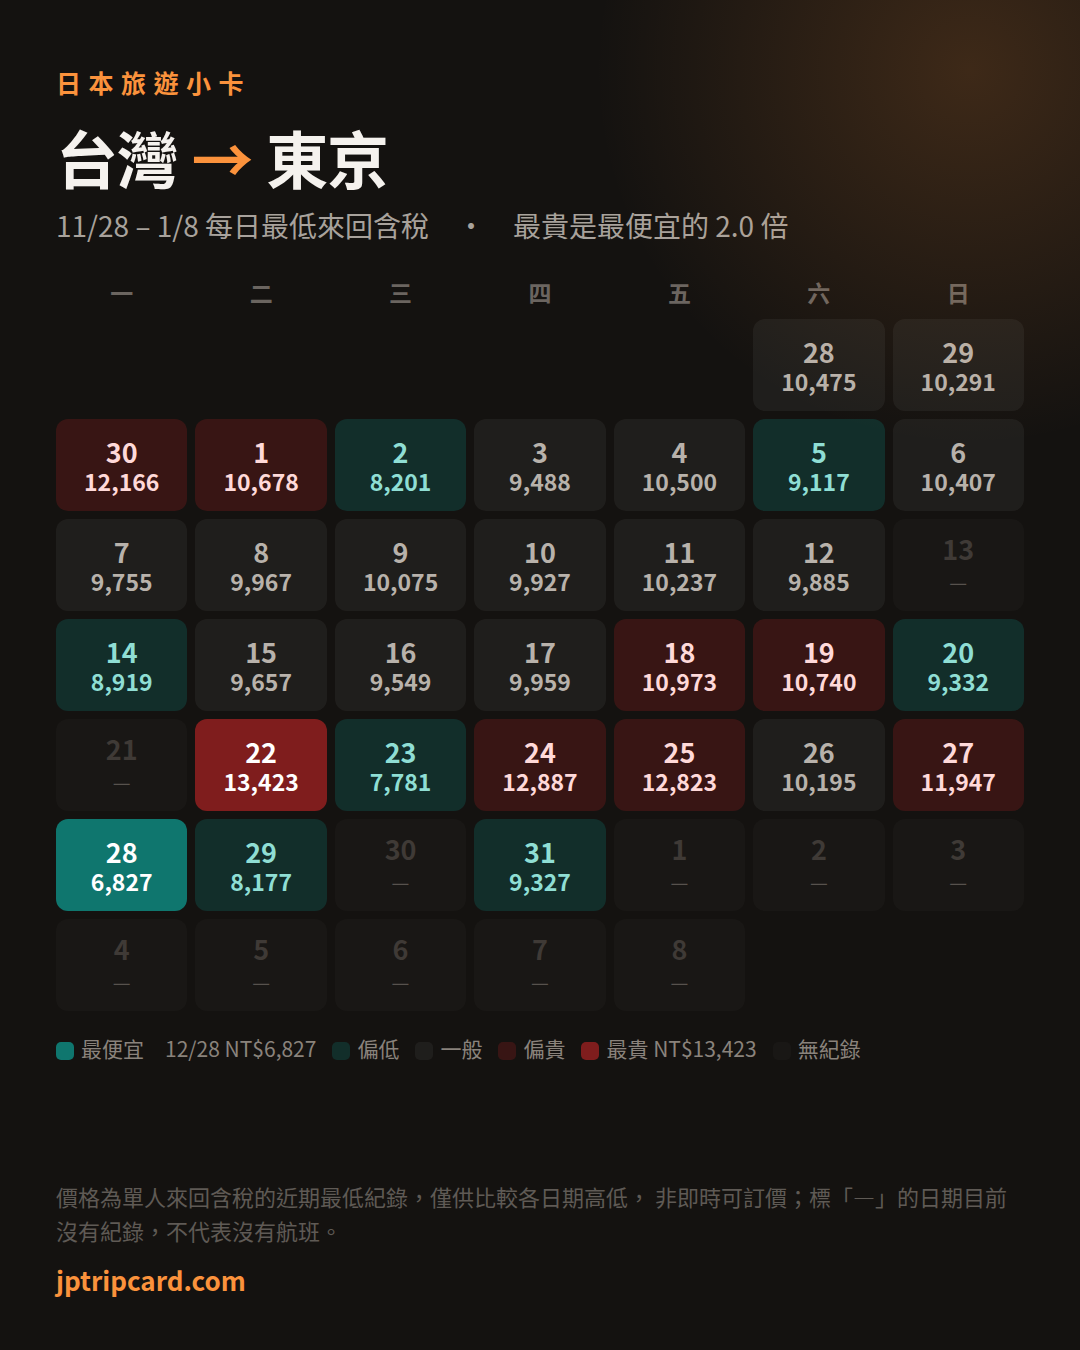 日本旅遊小卡
台灣 → 東京
11/28 – 1/8 每日最低來回含稅 ・ 最貴是最便宜的 2.0 倍
一 二 三 四 五 六 日
28 29
10,475 10,291
30 1 2 3 4 5 6
12,166 10,678 8,201 9,488 10,500 9,117 10,407
7 8 9 10 11 12 13
9,755 9,967 10,075 9,927 10,237 9,885 —
14 15 16 17 18 19 20
8,919 9,657 9,549 9,959 10,973 10,740 9,332
21 22 23 24 25 26 27
— 13,423 7,781 12,887 12,823 10,195 11,947
28 29 30 31 1 2 3
6,827 8,177 — 9,327 — — —
4 5 6 7 8
— — — — —
最便宜 12/28 NT$6,827 偏低 一般 偏貴 最貴 NT$13,423 無紀錄
價格為單人來回含稅的近期最低紀錄，僅供比較各日期高低， 非即時可訂價；標「—」的日期目前
沒有紀錄，不代表沒有航班。
jptripcard.com